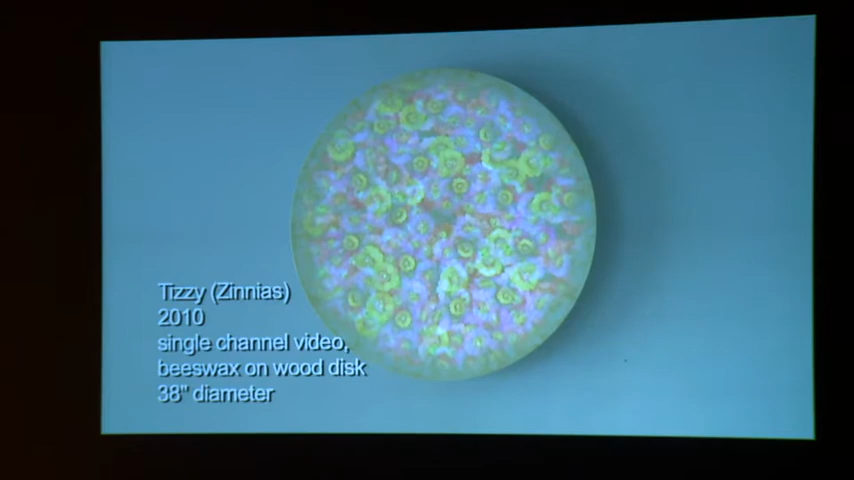 Tizzy (Zinnias)
2010
single channel video,
beeswax on wood disk
38" diameter